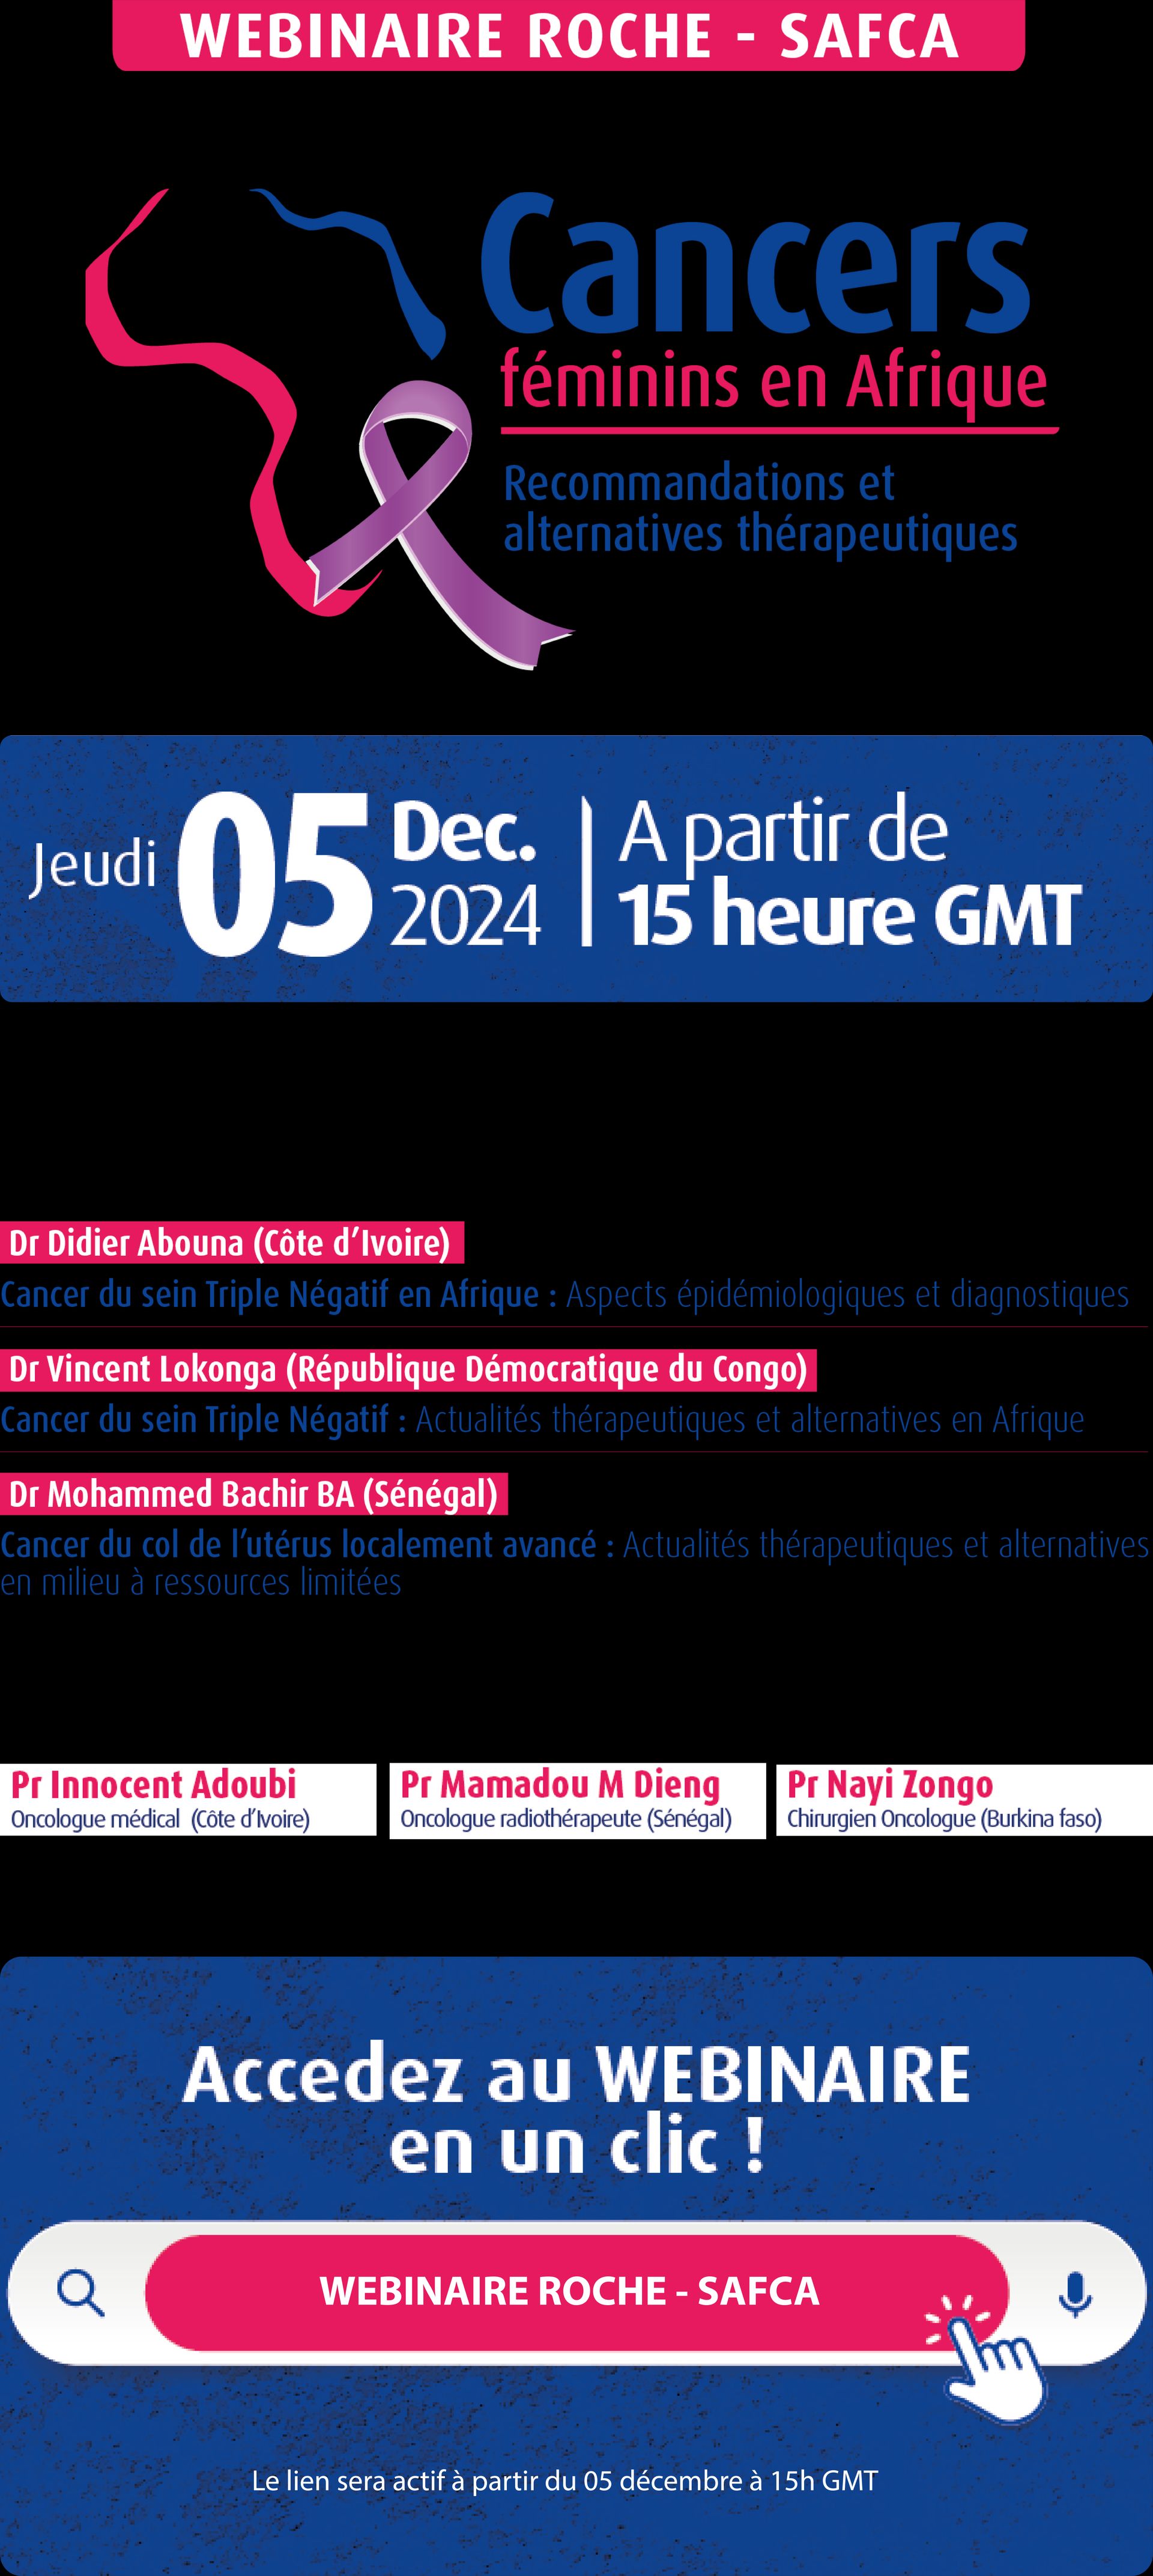 WEBINAIRE ROCHE - SAFCA
Cancers
féminins en Afrique
Recommandations et
alternatives thérapeutiques
Jeudi 05 Dec. 2024 | A partir de
15 heure GMT
Dr Didier Abouna (Côte d’Ivoire)
Cancer du sein Triple Négatif en Afrique : Aspects épidémiologiques et diagnostiques
Dr Vincent Lokonga (République Démocratique du Congo)
Cancer du sein Triple Négatif : Actualités thérapeutiques et alternatives en Afrique
Dr Mohammed Bachir BA (Sénégal)
Cancer du col de l’utérus localement avancé : Actualités thérapeutiques et alternatives
en milieu à ressources limitées
Pr Innocent Adoubi
Oncologue médical (Côte d’Ivoire)
Pr Mamadou M Dieng
Oncologue radiothérapeute (Sénégal)
Pr Nayi Zongo
Chirurgien Oncologue (Burkina faso)
Accedez au WEBINAIRE
en un clic !
WEBINAIRE ROCHE - SAFCA
Le lien sera actif à partir du 05 décembre à 15h GMT